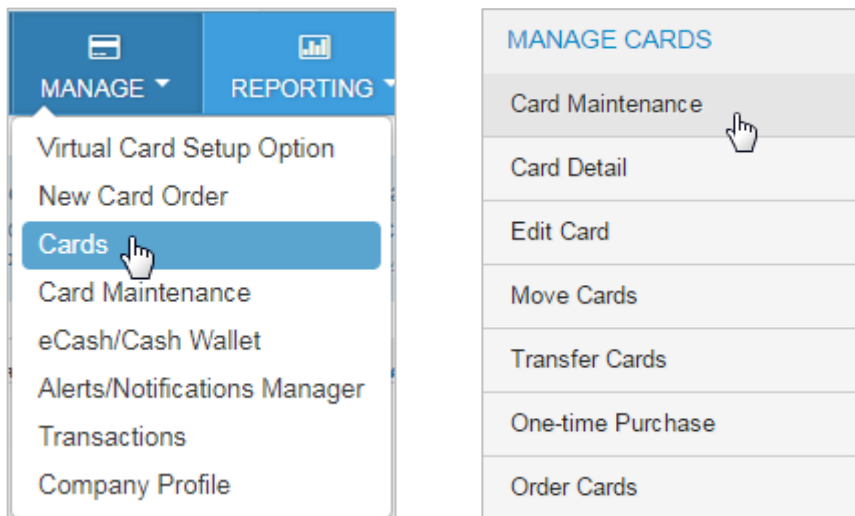 MANAGE
REPORTING
Virtual Card Setup Option
New Card Order
Cards
Card Maintenance
eCash/Cash Wallet
Alerts/Notifications Manager
Transactions
Company Profile
MANAGE CARDS
Card Maintenance
Card Detail
Edit Card
Move Cards
Transfer Cards
One-time Purchase
Order Cards